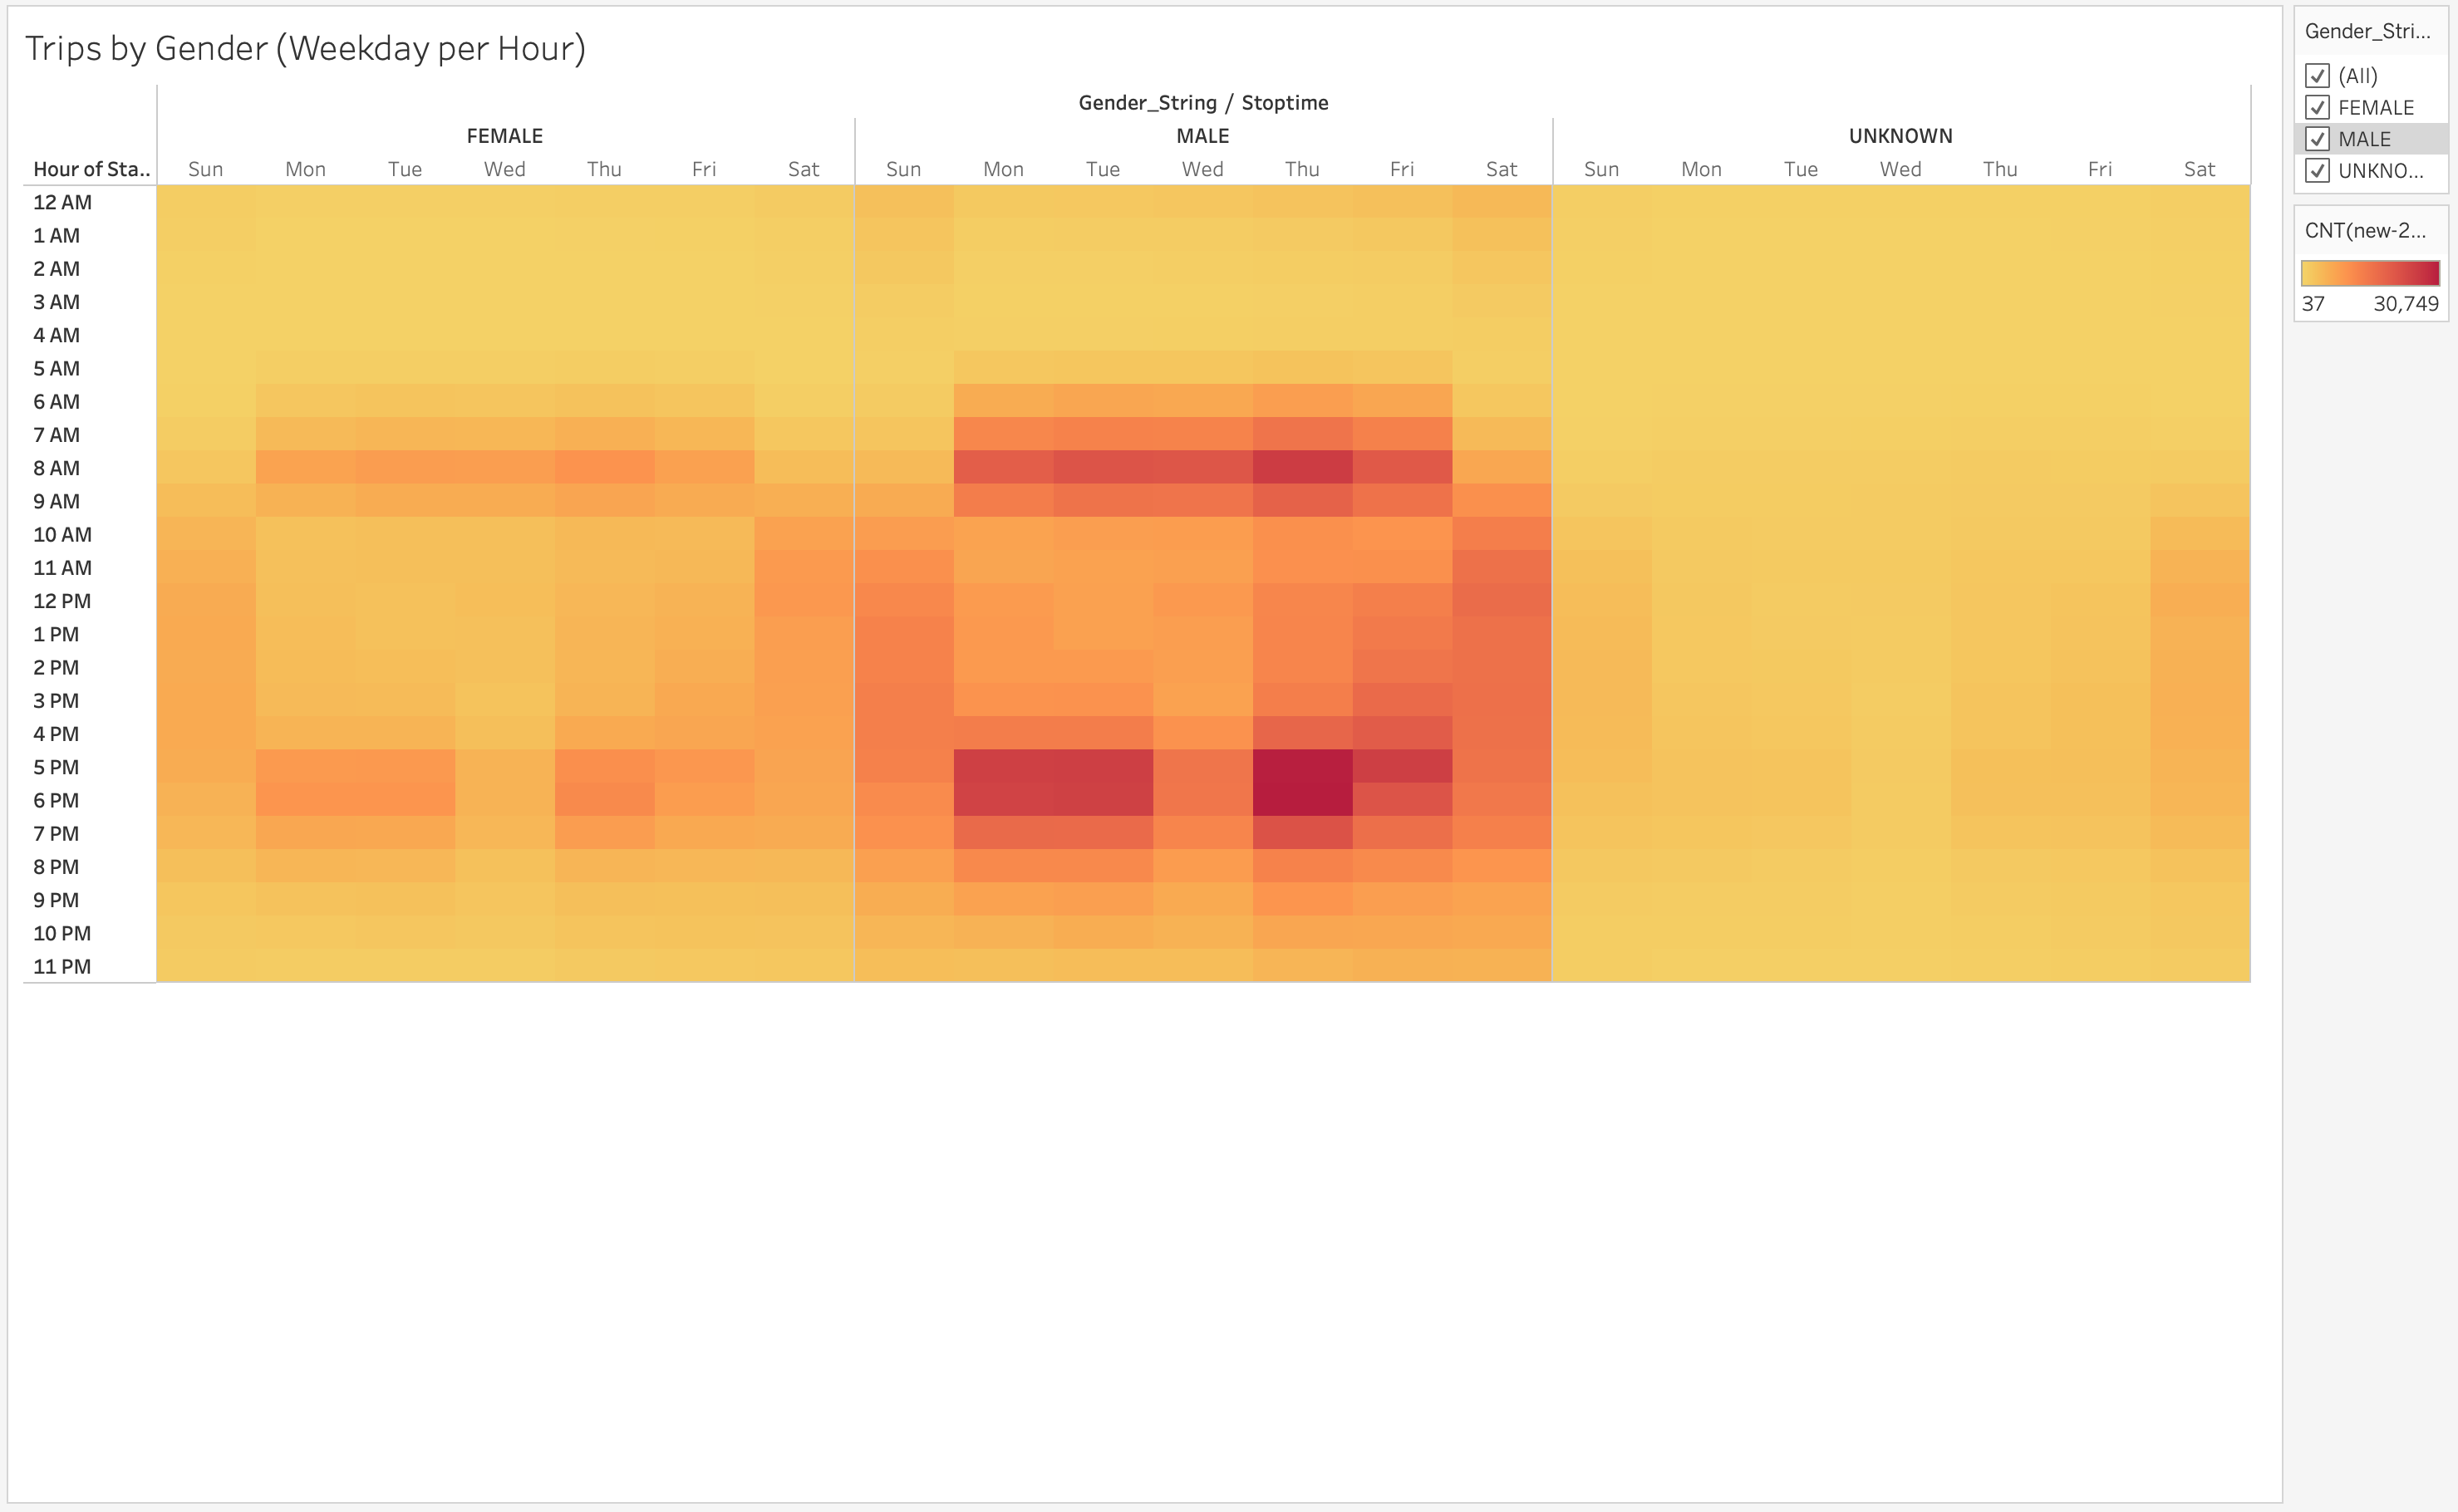 Trips by Gender (Weekday per Hour)
Gender_String / Stoptime
FEMALE MALE UNKNOWN
Hour of Sta.. Sun Mon Tue Wed Thu Fri Sat Sun Mon Tue Wed Thu Fri Sat Sun Mon Tue Wed Thu Fri Sat
12 AM
1 AM
2 AM
3 AM
4 AM
5 AM
6 AM
7 AM
8 AM
9 AM
10 AM
11 AM
12 PM
1 PM
2 PM
3 PM
4 PM
5 PM
6 PM
7 PM
8 PM
9 PM
10 PM
11 PM
Gender_Stri...
(All)
FEMALE
MALE
UNKNO...
CNT(new-2...
37 30,749